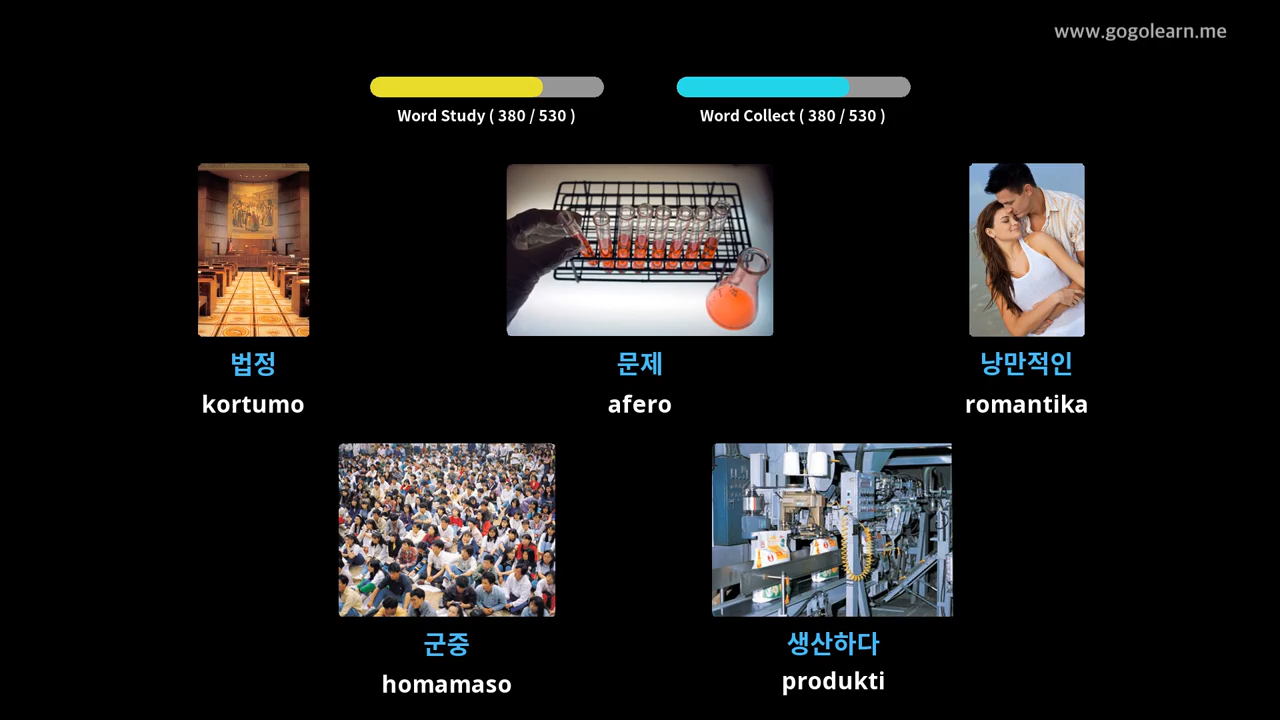 www.gogolearn.me
Word Study ( 380 / 530 )
Word Collect ( 380 / 530 )
법정
kortumo
문제
afero
낭만적인
romantika
군중
homamaso
생산하다
produkti